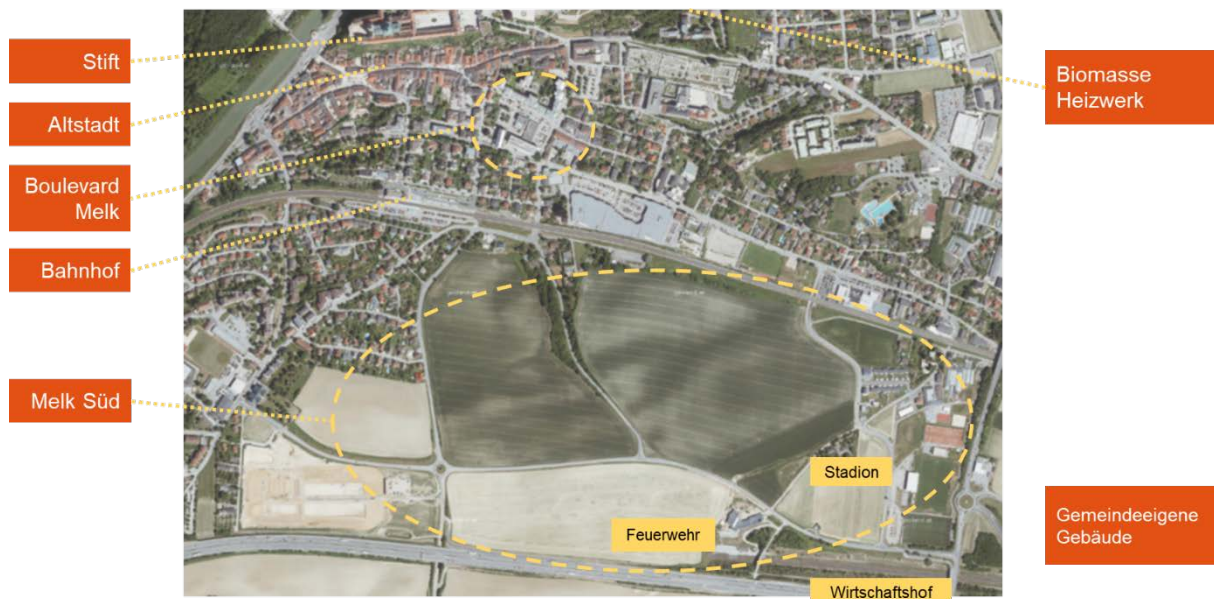 Stift
Altstadt
Boulevard
Melk
Bahnhof
Melk Süd
Biomasse
Heizwerk
Stadion
Feuerwehr
Wirtschaftshof
Gemeindeeigene
Gebäude